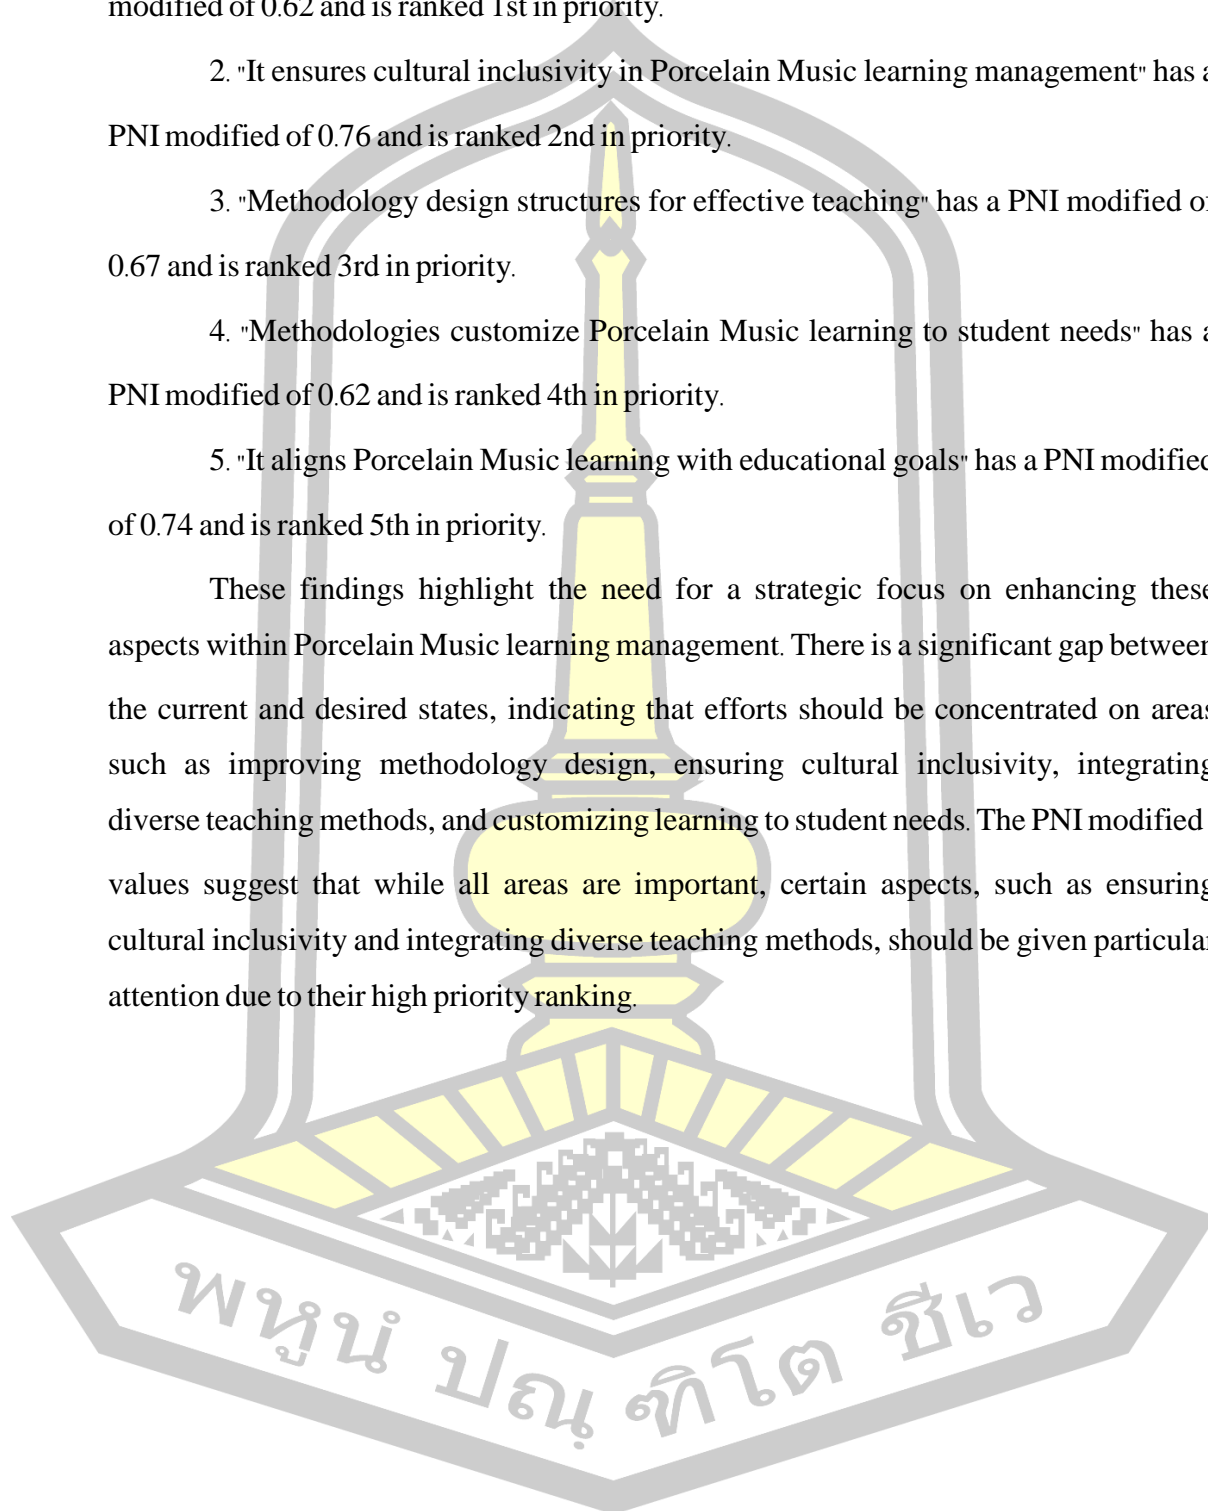 modified of 0.62 and is ranked 1st in priority.
2. "It ensures cultural inclusivity in Porcelain Music learning management" has a
PNI modified of 0.76 and is ranked 2nd in priority.
3. "Methodology design structures for effective teaching" has a PNI modified of
0.67 and is ranked 3rd in priority.
4. "Methodologies customize Porcelain Music learning to student needs" has a
PNI modified of 0.62 and is ranked 4th in priority.
5. "It aligns Porcelain Music learning with educational goals" has a PNI modified
of 0.74 and is ranked 5th in priority.
These findings highlight the need for a strategic focus on enhancing these
aspects within Porcelain Music learning management. There is a significant gap between
the current and desired states, indicating that efforts should be concentrated on areas
such as improving methodology design, ensuring cultural inclusivity, integrating
diverse teaching methods, and customizing learning to student needs. The PNI modified
values suggest that while all areas are important, certain aspects, such as ensuring
cultural inclusivity and integrating diverse teaching methods, should be given particular
attention due to their high priority ranking.
พหูนํ ปณฺฑิโต ชีเว